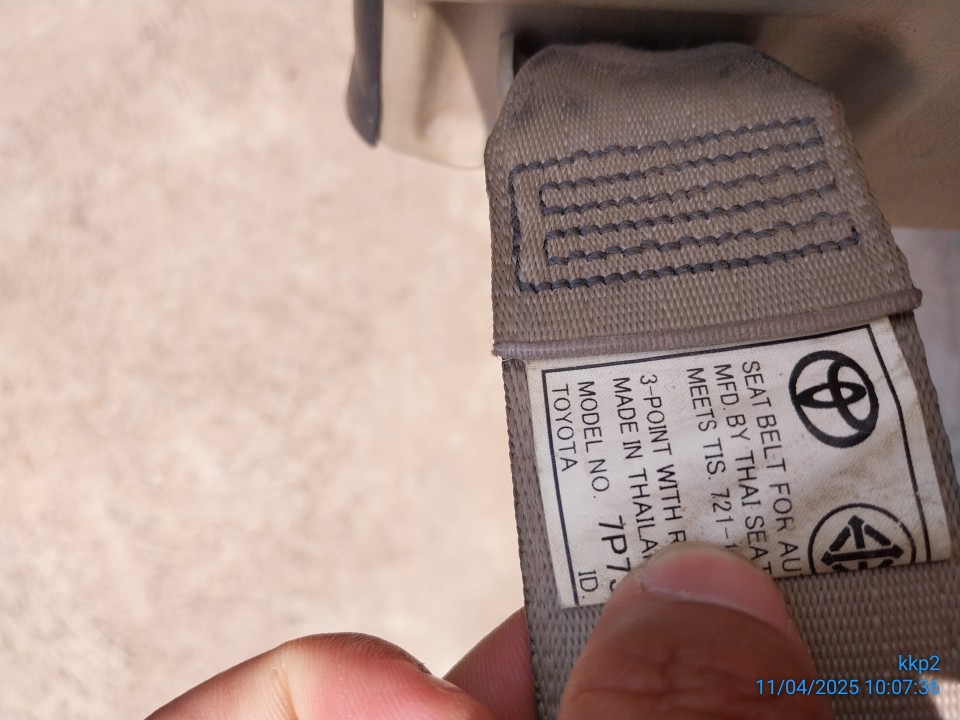 SEAT BELT FOR AU
MFD. BY THAI SEAT
MEETS TIS. 721-1
3-POINT WITH R
MADE IN THAILA
MODEL NO. 7P7
TOYOTA ID.
kkp2
11/04/2025 10:07:36